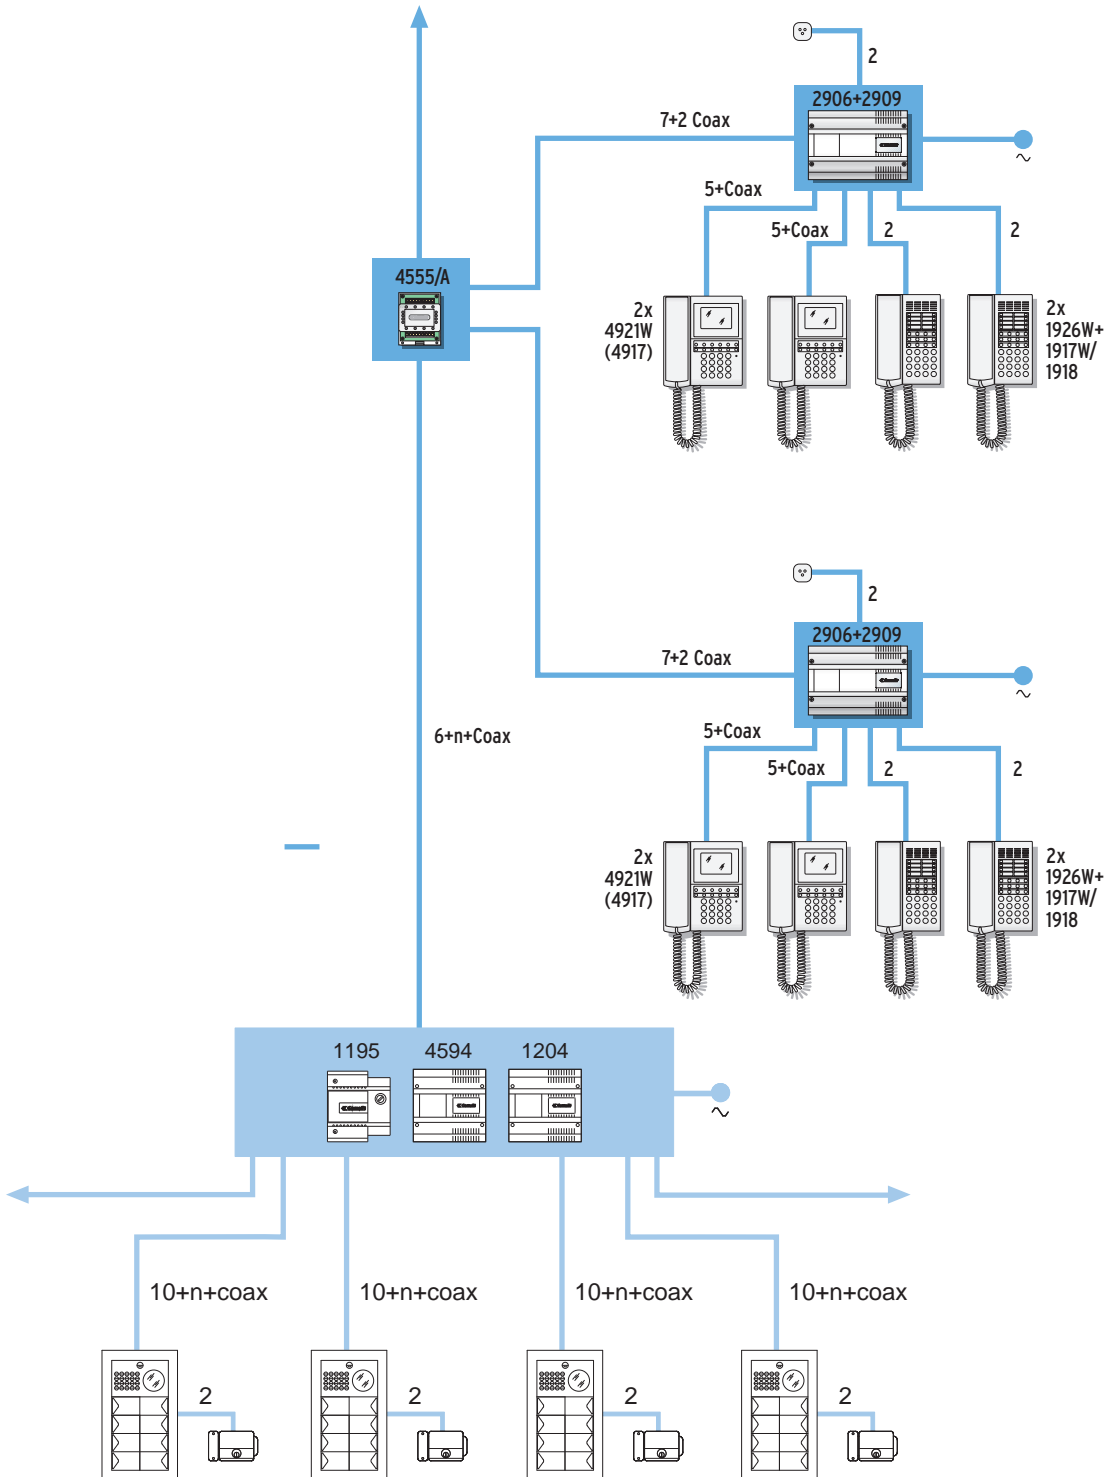 2
2906+2909
7+2 Coax
5+Coax
5+Coax
2
2
4555/A
2x
4921W
(4917)
2x
1926W+
1917W/
1918
2
2906+2909
7+2 Coax
6+n+Coax
5+Coax
5+Coax
2
2
2x
4921W
(4917)
2x
1926W+
1917W/
1918
1195
4594
1204
10+n+coax
10+n+coax
10+n+coax
10+n+coax
2
2
2
2